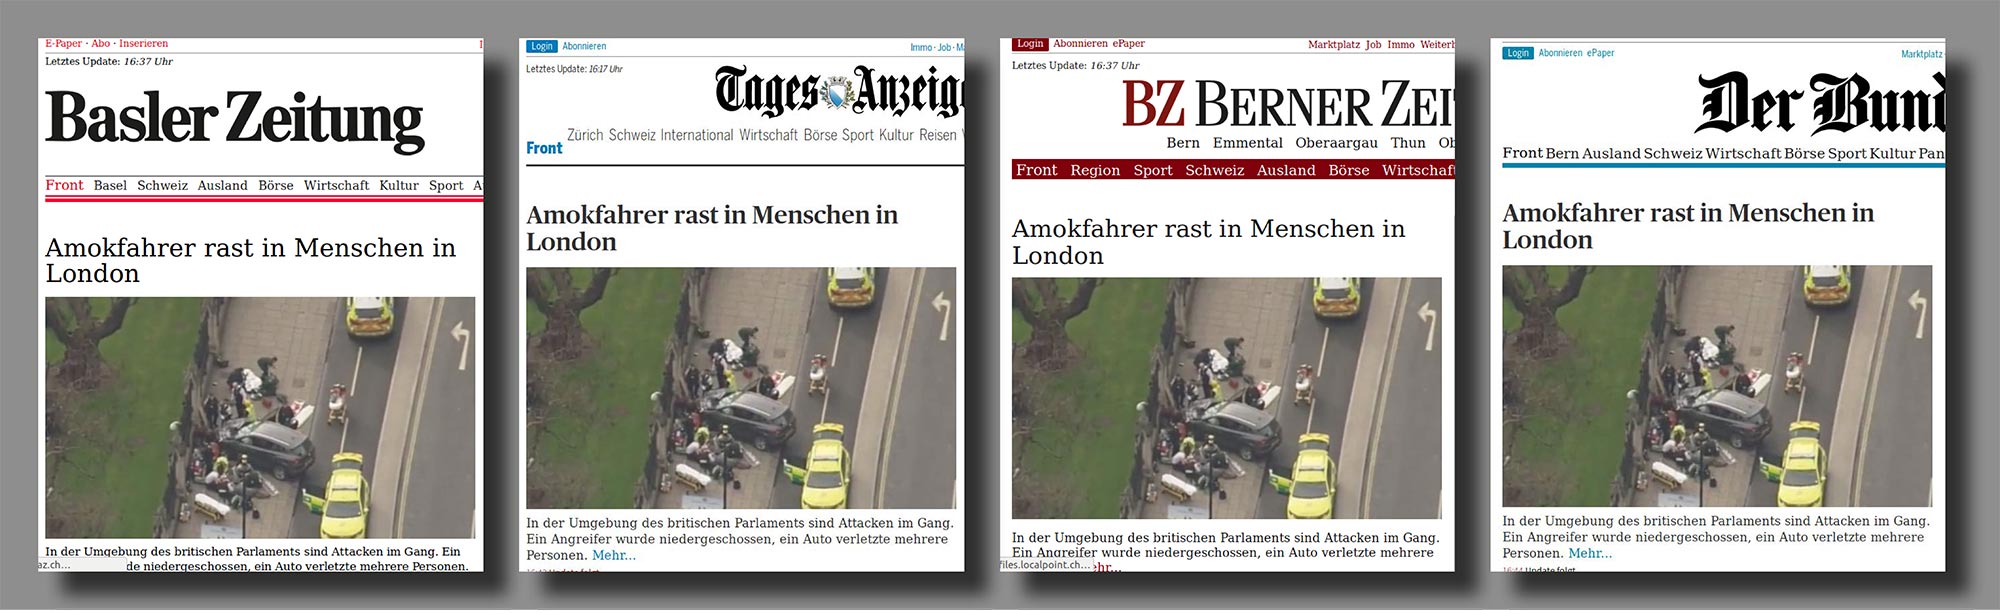 E-Paper · Abo · Inserieren
Letztes Update: 16:37 Uhr
Basler Zeitung
Front Basel Schweiz Ausland Börse Wirtschaft Kultur Sport
Amokfahrer rast in Menschen in
London
In der Umgebung des britischen Parlaments sind Attacken im Gang. Ein
de niedergeschossen, ein Auto verletzte mehrere Personen.
az.ch...
Login Abonnieren
Immo · Job · Ma
Letztes Update: 16:17 Uhr
Tages Anzeige
Zürich Schweiz International Wirtschaft Börse Sport Kultur Reisen
Front
Amokfahrer rast in Menschen in
London
In der Umgebung des britischen Parlaments sind Attacken im Gang.
Ein Angreifer wurde niedergeschossen, ein Auto verletzte mehrere
Personen. Mehr...
Login Abonnieren ePaper
Marktplatz Job Immo Weiterb
Letztes Update: 16:37 Uhr
BZ BERNER ZEI
Bern Emmental Oberaargau Thun Ob
Front Region Sport Schweiz Ausland Börse Wirtschaf
Amokfahrer rast in Menschen in
London
In der Umgebung des britischen Parlaments sind Attacken im Gang.
Ein Angreifer wurde niedergeschossen, ein Auto verletzte mehrere
files.localpoint.ch...
ehr...
Login Abonnieren ePaper
Marktplatz
Der Bund
Front Bern Ausland Schweiz Wirtschaft Börse Sport Kultur Pan
Amokfahrer rast in Menschen in
London
In der Umgebung des britischen Parlaments sind Attacken im Gang.
Ein Angreifer wurde niedergeschossen, ein Auto verletzte mehrere
Personen. Mehr...
16:44 Update folgt